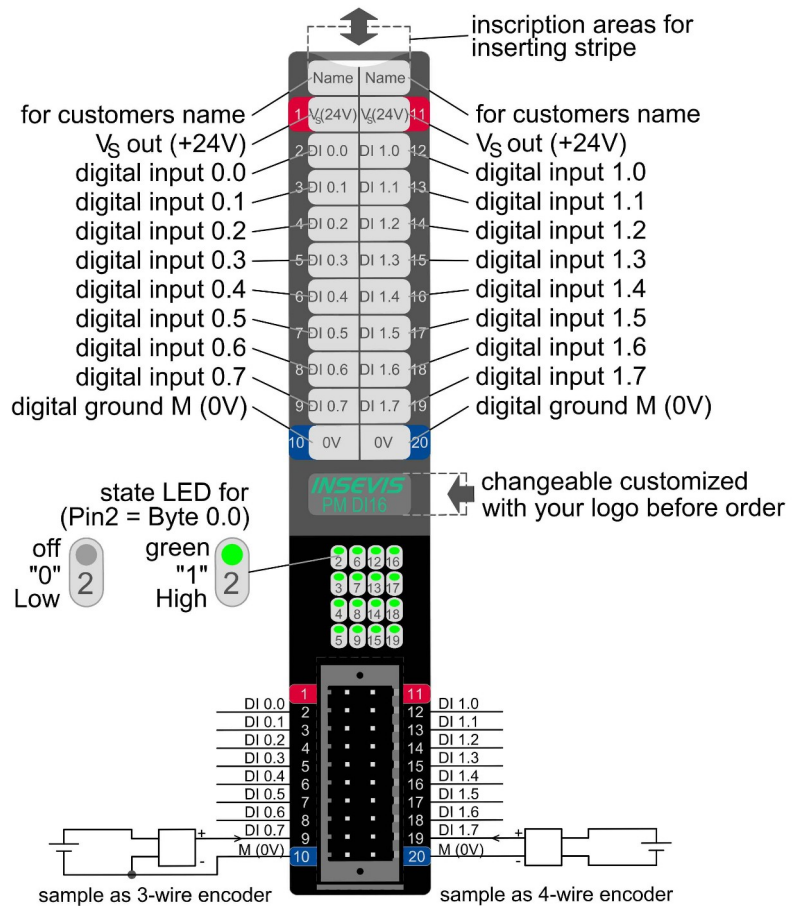 inscription areas for
inserting stripe
Name Name
for customers name
for customers name
1 Vs(24V) Vs(24V) 11
VS out (+24V)
VS out (+24V)
2 DI 0.0 DI 1.0 12
digital input 0.0
digital input 1.0
3 DI 0.1 DI 1.1 13
digital input 0.1
digital input 1.1
4 DI 0.2 DI 1.2 14
digital input 0.2
digital input 1.2
5 DI 0.3 DI 1.3 15
digital input 0.3
digital input 1.3
6 DI 0.4 DI 1.4 16
digital input 0.4
digital input 1.4
7 DI 0.5 DI 1.5 17
digital input 0.5
digital input 1.5
8 DI 0.6 DI 1.6 18
digital input 0.6
digital input 1.6
9 DI 0.7 DI 1.7 19
digital input 0.7
digital input 1.7
10 0V 0V 20
digital ground M (0V)
digital ground M (0V)
INSEVIS
PM DI16
changeable customized
with your logo before order
state LED for
(Pin2 = Byte 0.0)
off
"0"
Low
2
green
"1"
High
2
2 6 12 16
3 7 13 17
4 8 14 18
5 9 15 19
1 11
DI 0.0 2 12 DI 1.0
DI 0.1 3 13 DI 1.1
DI 0.2 4 14 DI 1.2
DI 0.3 5 15 DI 1.3
DI 0.4 6 16 DI 1.4
DI 0.5 7 17 DI 1.5
DI 0.6 8 18 DI 1.6
+ DI 0.7 9 19 DI 1.7 +
- M (0V) 10 20 M (0V) -
sample as 3-wire encoder
sample as 4-wire encoder